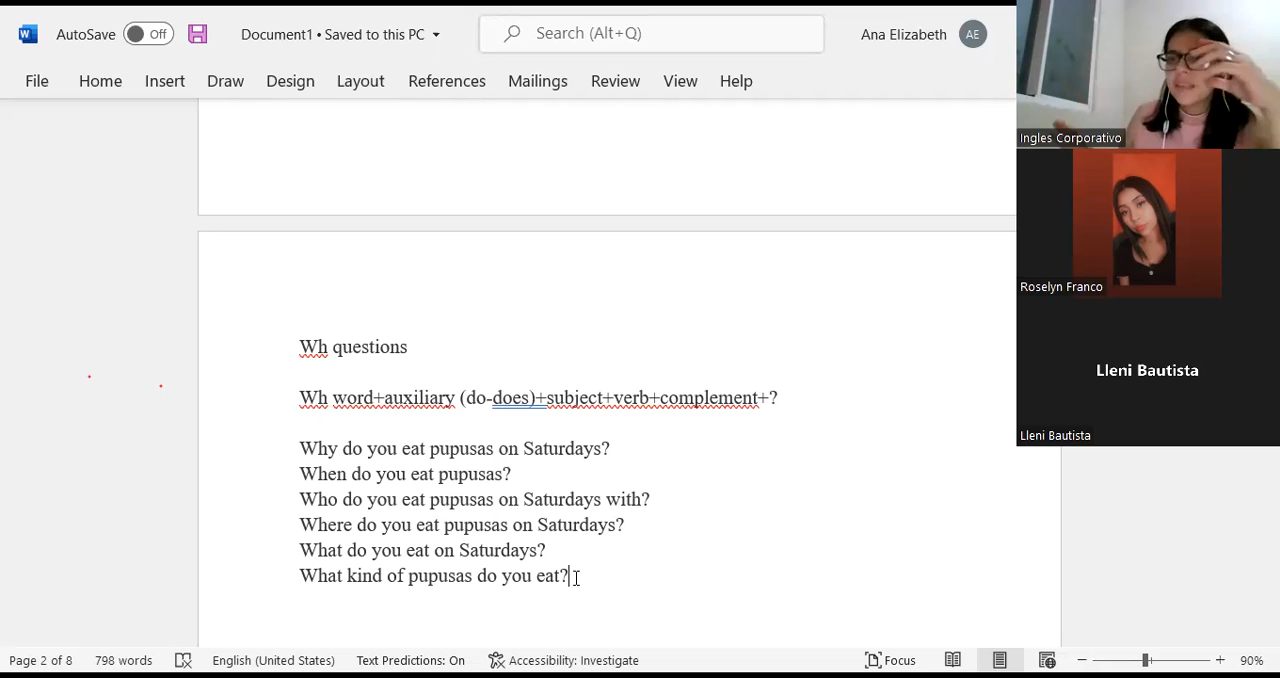 AutoSave Off Document1 • Saved to this PC Search (Alt+Q) Ana Elizabeth AE
File Home Insert Draw Design Layout References Mailings Review View Help
Ingles Corporativo
Roselyn Franco
Lleni Bautista
Lleni Bautista
Wh questions
Wh word+auxiliary (do-does)+subject+verb+complement+?
Why do you eat pupusas on Saturdays?
When do you eat pupusas?
Who do you eat pupusas on Saturdays with?
Where do you eat pupusas on Saturdays?
What do you eat on Saturdays?
What kind of pupusas do you eat?
Page 2 of 8 798 words English (United States) Text Predictions: On Accessibility: Investigate Focus 90%